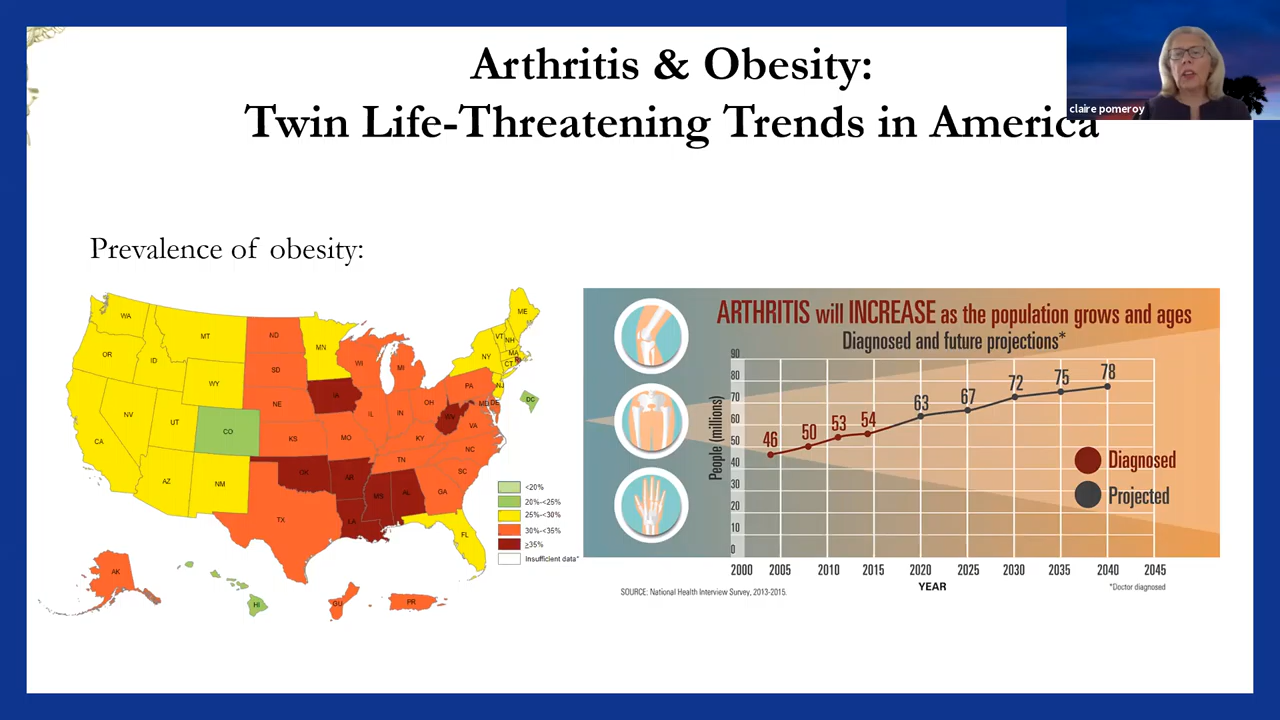 Arthritis & Obesity:
Twin Life-Threatening Trends in America
claire pomeroy
Prevalence of obesity:
WA
OR
CA
NV
ID
MT
WY
UT
AZ
NM
CO
ND
SD
NE
KS
OK
TX
MN
IA
MO
AR
LA
WI
IL
MI
IN
OH
KY
TN
MS
AL
GA
FL
SC
NC
VA
WV
PA
NY
NJ
MD
DE
DC
CT
MA
VT
NH
ME
AK
HI
GU
PR
<20%
20%-<25%
25%-<30%
30%-<35%
≥35%
Insufficient data*
ARTHRITIS will INCREASE as the population grows and ages
Diagnosed and future projections*
People (millions)
90
80
70
60
50
40
30
20
10
0
46
50
53
54
63
67
72
75
78
Diagnosed
Projected
2000 2005 2010 2015 2020 2025 2030 2035 2040 2045
YEAR
*Doctor diagnosed
SOURCE: National Health Interview Survey, 2013-2015.